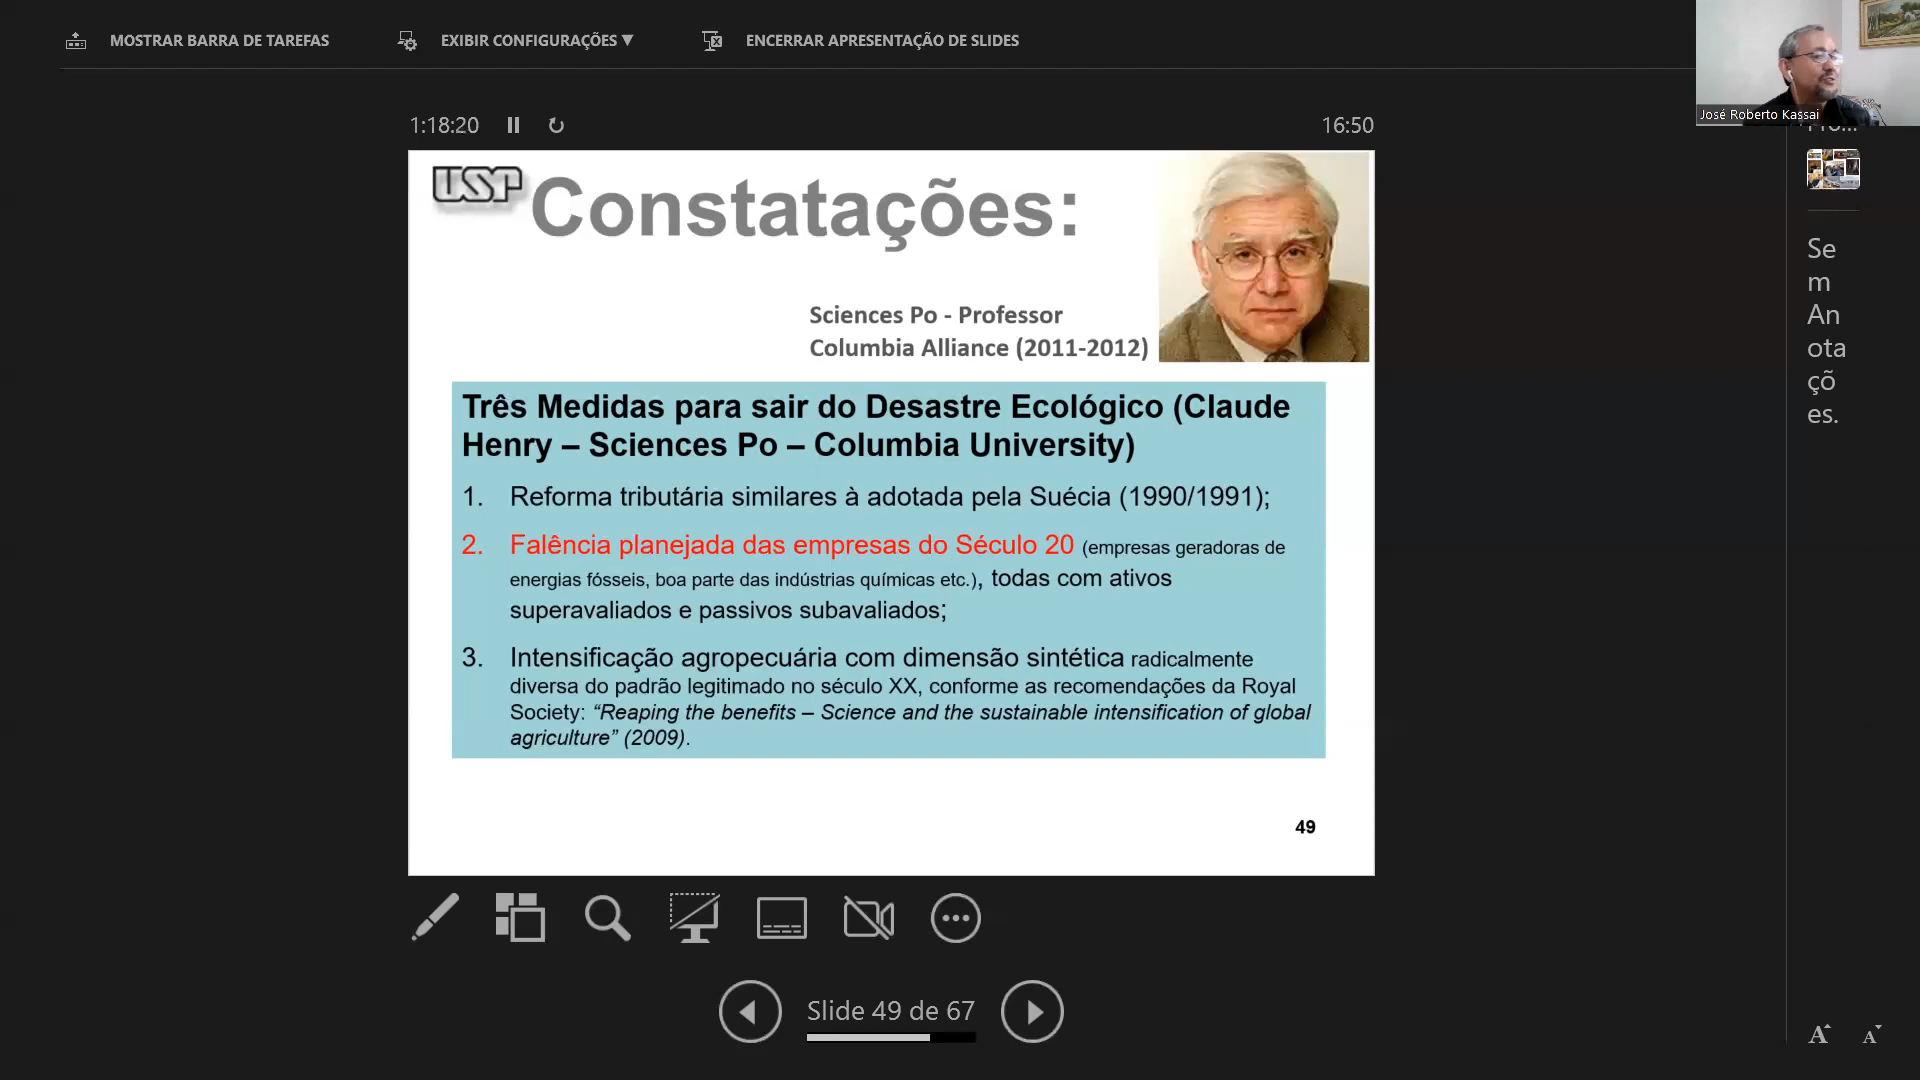 MOSTRAR BARRA DE TAREFAS
EXIBIR CONFIGURAÇÕES ▼
ENCERRAR APRESENTAÇÃO DE SLIDES
José Roberto Kassai
1:18:20
16:50
USP
Constatações:
Sciences Po - Professor
Columbia Alliance (2011-2012)
Três Medidas para sair do Desastre Ecológico (Claude
Henry – Sciences Po – Columbia University)
1. Reforma tributária similares à adotada pela Suécia (1990/1991);
2. Falência planejada das empresas do Século 20 (empresas geradoras de
energias fósseis, boa parte das indústrias químicas etc.), todas com ativos
superavaliados e passivos subavaliados;
3. Intensificação agropecuária com dimensão sintética radicalmente
diversa do padrão legitimado no século XX, conforme as recomendações da Royal
Society: “Reaping the benefits – Science and the sustainable intensification of global
agriculture” (2009).
49
Slide 49 de 67
Se
m
An
ota
çõ
es.
A
A